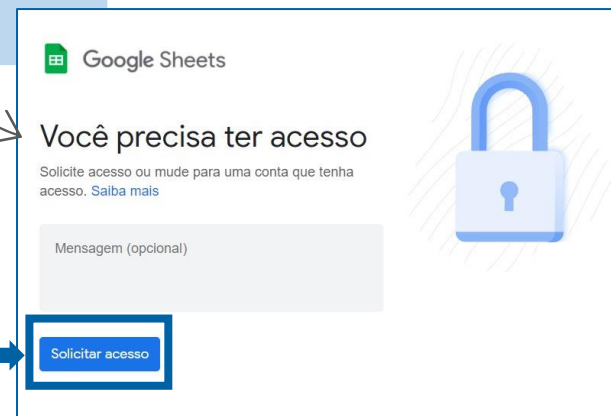 Google Sheets
Você precisa ter acesso
Solicite acesso ou mude para uma conta que tenha
acesso. Saiba mais
Mensagem (opcional)
Solicitar acesso